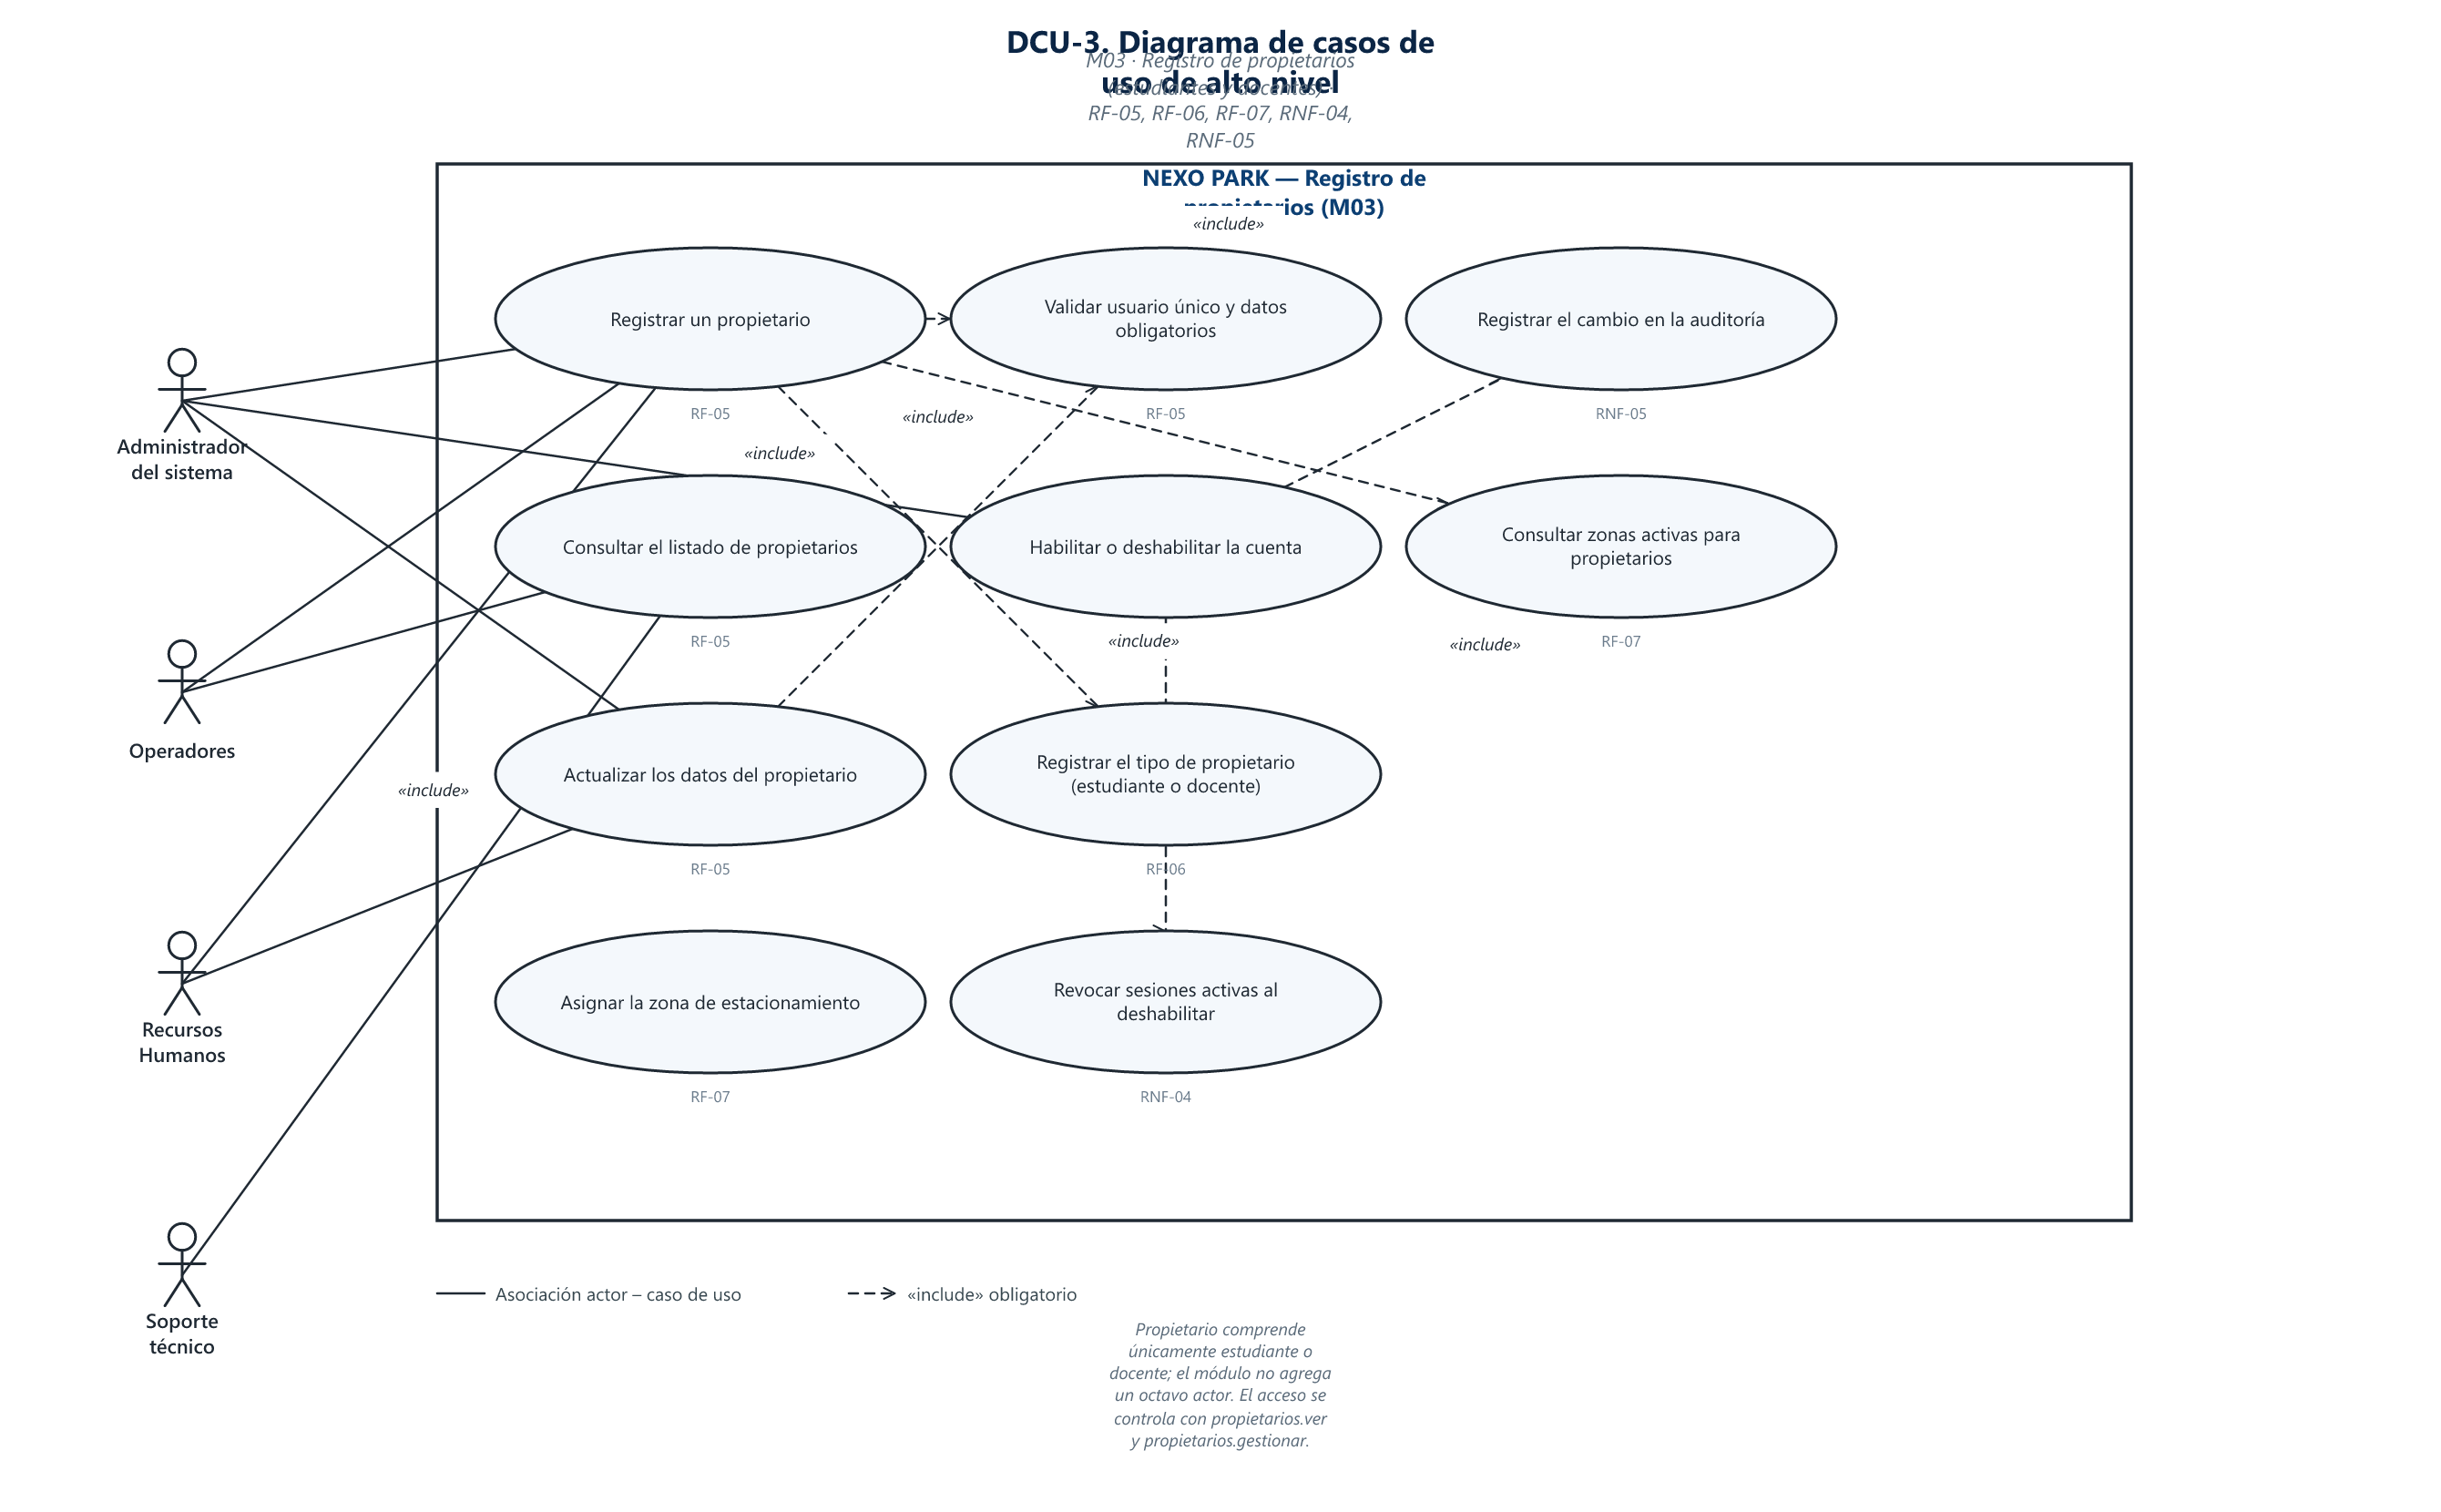 DCU-3. Diagrama de casos de
uso de alto nivel
M03 · Registro de propietarios
(estudiantes y docentes) ·
RF-05, RF-06, RF-07, RNF-04,
RNF-05
NEXO PARK — Registro de
propietarios (M03)
«include»
Registrar un propietario
RF-05
Validar usuario único y datos
obligatorios
RF-05
Registrar el cambio en la auditoría
RNF-05
«include»
«include»
Administrador
del sistema
Consultar el listado de propietarios
RF-05
Habilitar o deshabilitar la cuenta
«include»
Consultar zonas activas para
propietarios
«include»
RF-07
Operadores
«include»
Actualizar los datos del propietario
RF-05
Registrar el tipo de propietario
(estudiante o docente)
RF-06
Recursos
Humanos
Asignar la zona de estacionamiento
RF-07
Revocar sesiones activas al
deshabilitar
RNF-04
Soporte
técnico
Asociación actor – caso de uso
«include» obligatorio
Propietario comprende
únicamente estudiante o
docente; el módulo no agrega
un octavo actor. El acceso se
controla con propietarios.ver
y propietarios.gestionar.